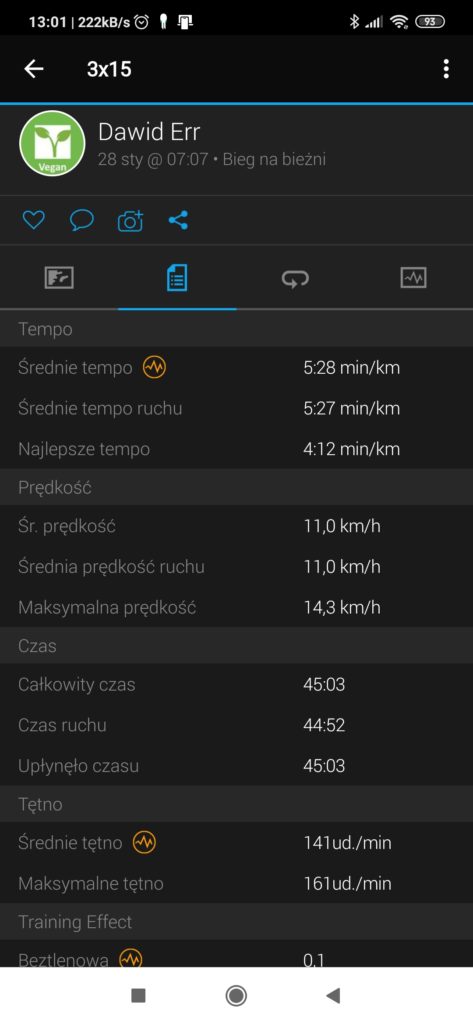 13:01 | 222kB/s
93
3x15
Vegan
Dawid Err
28 sty @ 07:07 • Bieg na bieżni
Tempo
Średnie tempo 5:28 min/km
Średnie tempo ruchu 5:27 min/km
Najlepsze tempo 4:12 min/km
Prędkość
Śr. prędkość 11,0 km/h
Średnia prędkość ruchu 11,0 km/h
Maksymalna prędkość 14,3 km/h
Czas
Całkowity czas 45:03
Czas ruchu 44:52
Upłynęło czasu 45:03
Tętno
Średnie tętno 141ud./min
Maksymalne tętno 161ud./min
Training Effect
Beztlenowa 0,1